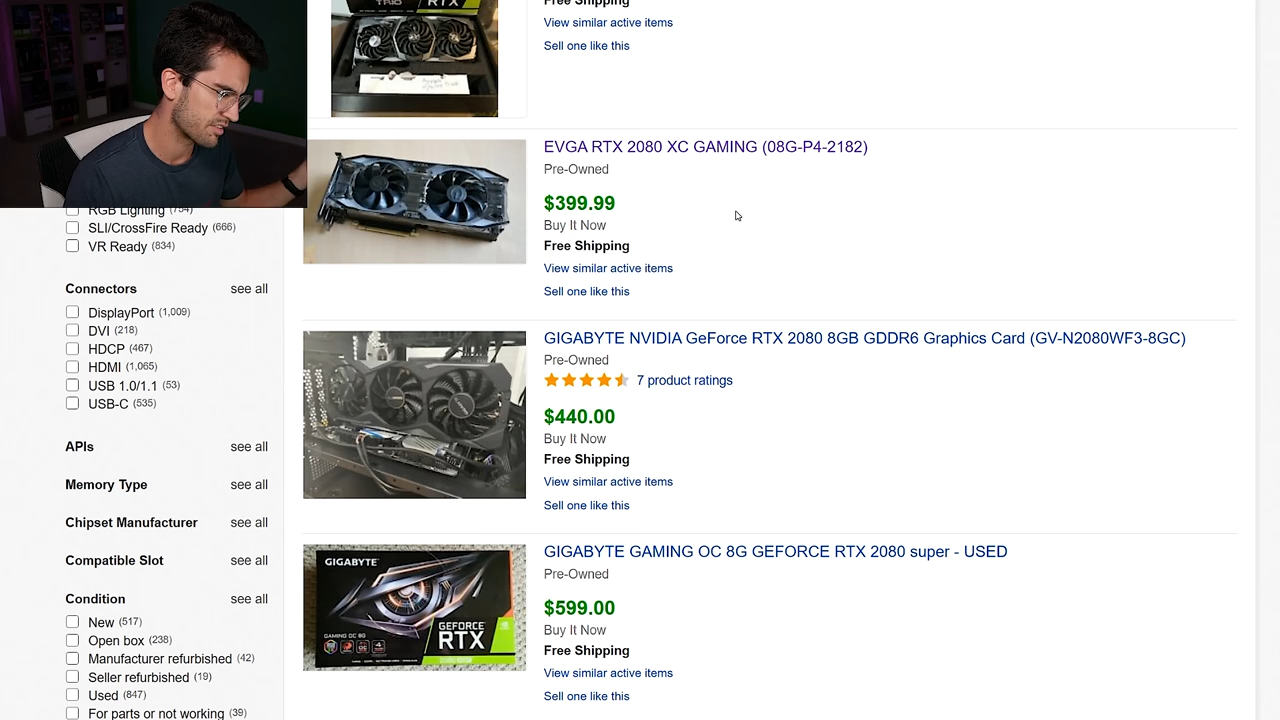 TRIO
RTX
Free Shipping
View similar active items
Sell one like this
EVGA RTX 2080 XC GAMING (08G-P4-2182)
Pre-Owned
$399.99
Buy It Now
Free Shipping
View similar active items
Sell one like this
RGB Lighting (754)
SLI/CrossFire Ready (666)
VR Ready (834)
Connectors see all
DisplayPort (1,009)
DVI (218)
HDCP (467)
HDMI (1,065)
USB 1.0/1.1 (53)
USB-C (535)
APIs see all
Memory Type see all
Chipset Manufacturer see all
Compatible Slot see all
Condition see all
New (517)
Open box (238)
Manufacturer refurbished (42)
Seller refurbished (19)
Used (847)
For parts or not working (39)
GIGABYTE NVIDIA GeForce RTX 2080 8GB GDDR6 Graphics Card (GV-N2080WF3-8GC)
Pre-Owned
7 product ratings
$440.00
Buy It Now
Free Shipping
View similar active items
Sell one like this
GIGABYTE
GAMING OC 8G
GEFORCE
RTX
GIGABYTE GAMING OC 8G GEFORCE RTX 2080 super - USED
Pre-Owned
$599.00
Buy It Now
Free Shipping
View similar active items
Sell one like this